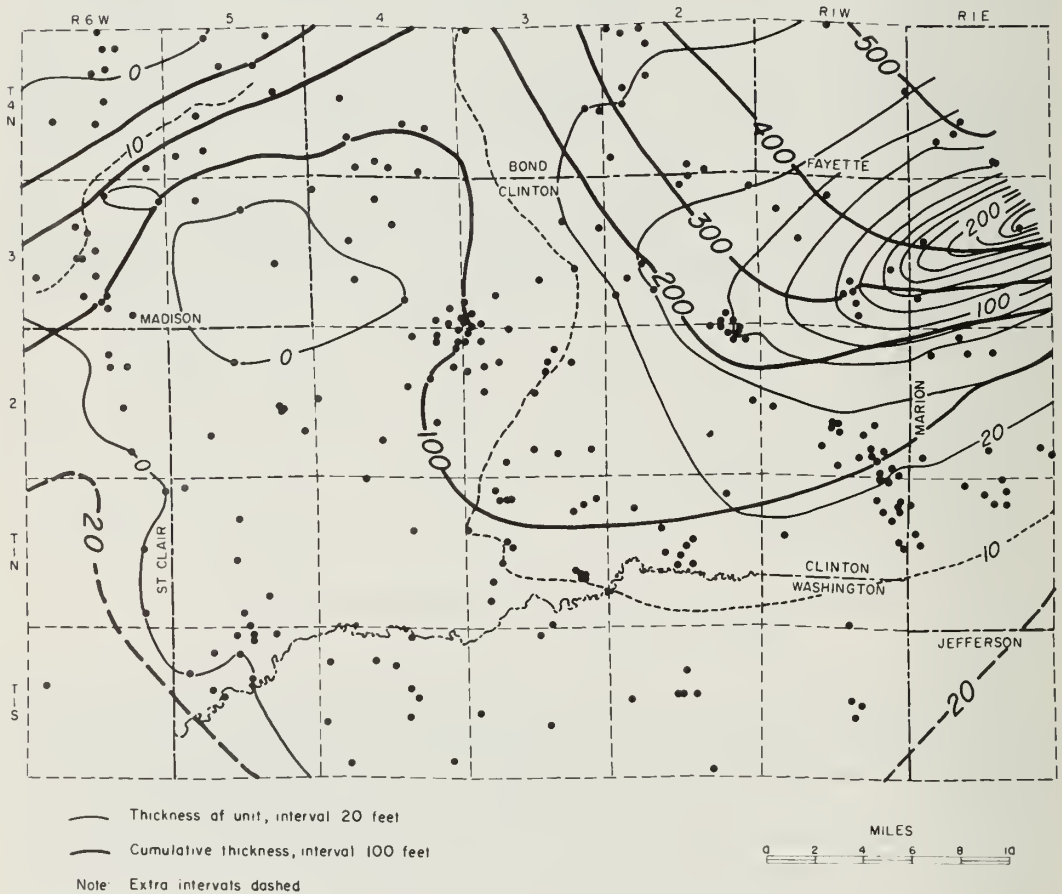 R6W 5 4 3 2 R1W R1E
T4N
3
2
T1N
T1S
0
10
500
400
BOND
CLINTON
FAYETTE
300
200
200
100
MADISON
0
MARION
0
100
20
20
ST CLAIR
10
CLINTON
WASHINGTON
JEFFERSON
20
Thickness of unit, interval 20 feet
Cumulative thickness, interval 100 feet
Note: Extra intervals dashed
MILES
0 2 4 6 8 10